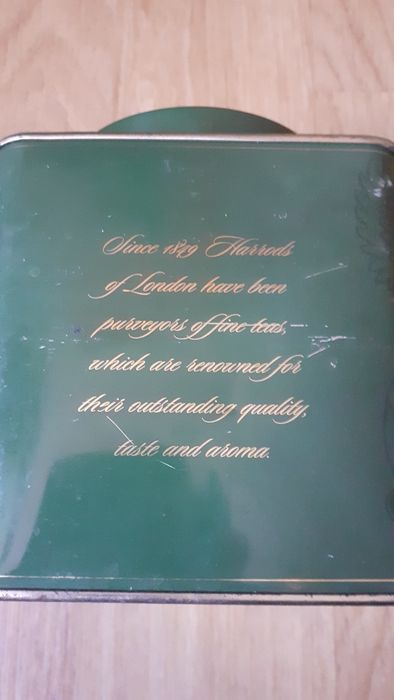 Since 1849 Harrods
of London have been
purveyors of fine teas,
which are renowned for
their outstanding quality,
taste and aroma.